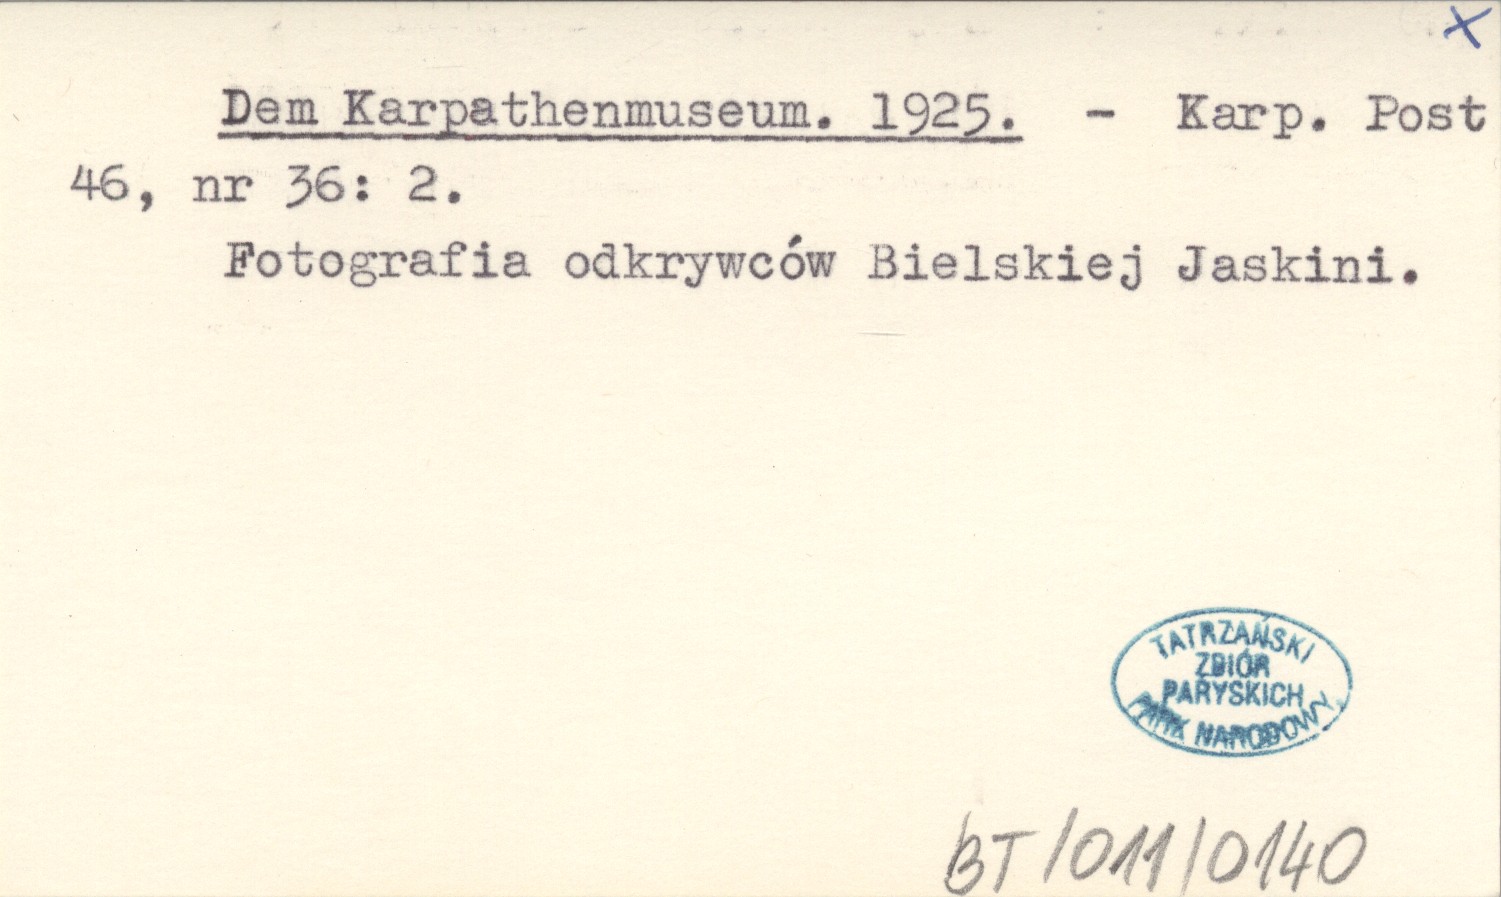 Dem Karpathenmuseum. 1925. - Karp. Post
46, nr 36: 2.
Fotografia odkrywców Bielskiej Jaskini.
TATRZAŃSKI
ZBIÓR
PARYSKICH
PARK NARODOWY
BT/011/0140